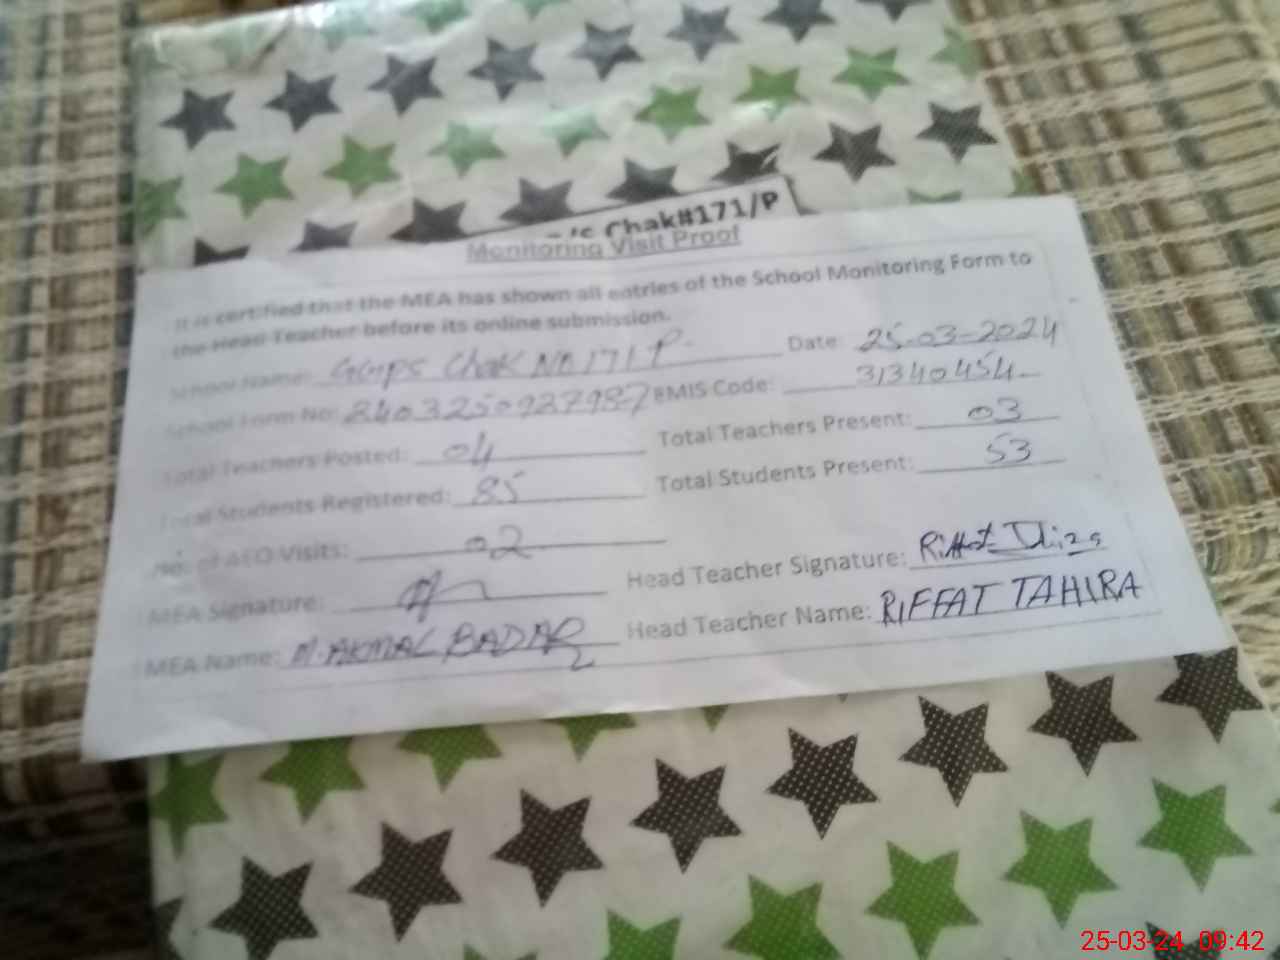 Chak#171/P
Monitoring Visit Proof
It is certified that the MEA has shown all entries of the School Monitoring Form to
the Head Teacher before its online submission.
School Name: GGPS Chak No 171 P Date: 25-03-2024
School Form No: EMIS Code: 31340454
Total Teachers Posted: 04 Total Teachers Present: 03
Total Students Registered: 85 Total Students Present: 53
No. of AEO Visits: 02
MEA Signature: Head Teacher Signature: Riffat
MEA Name: M. AKMAL BADAR Head Teacher Name: RIFFAT TAHIRA
25-03-24 09:42